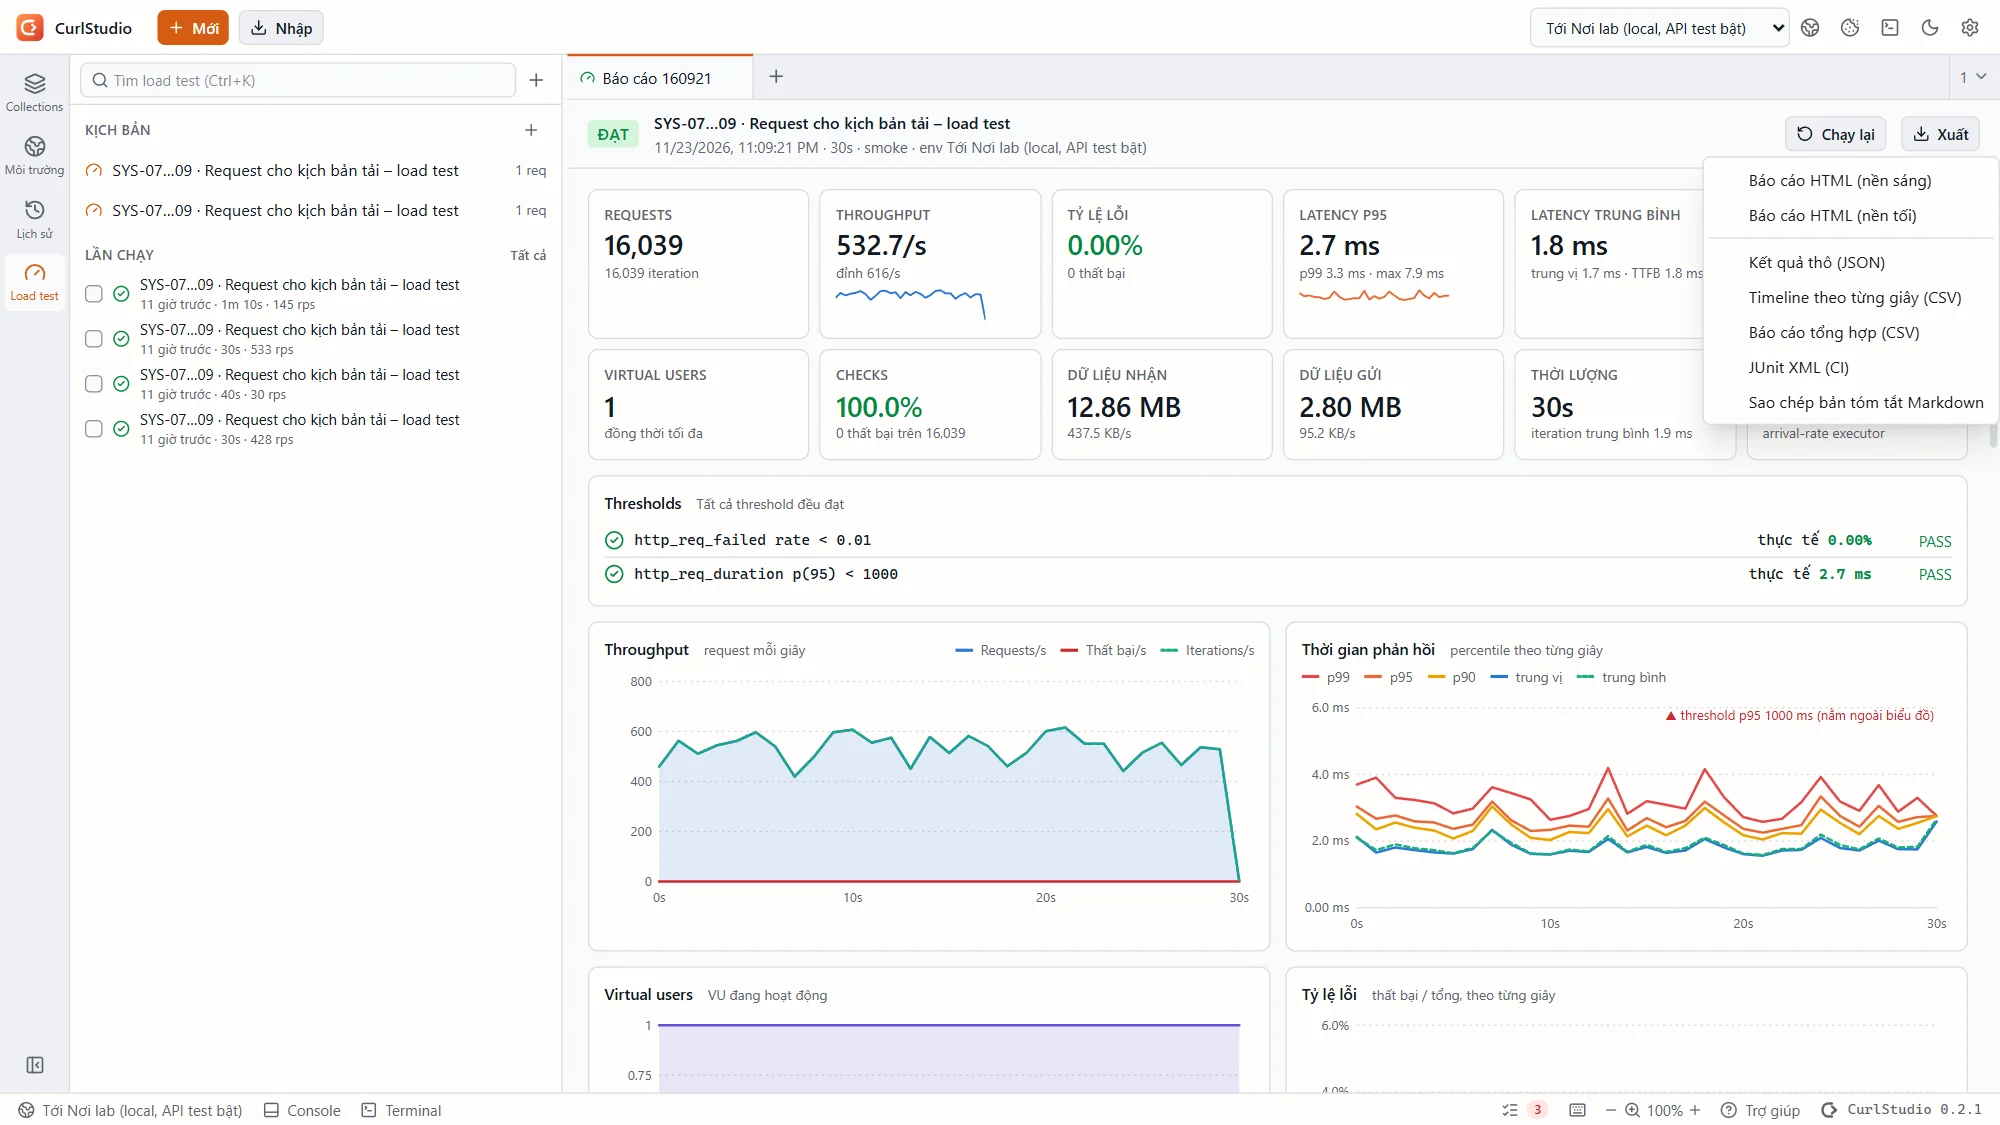 CurlStudio
Mới
Nhập
Tới Nơi lab (local, API test bật)
Collections
Môi trường
Lịch sử
Load test
Tìm load test (Ctrl+K)
KỊCH BẢN
SYS-07...09 · Request cho kịch bản tải – load test
1 req
SYS-07...09 · Request cho kịch bản tải – load test
1 req
LẦN CHẠY
Tất cả
SYS-07...09 · Request cho kịch bản tải – load test
11 giờ trước · 1m 10s · 145 rps
SYS-07...09 · Request cho kịch bản tải – load test
11 giờ trước · 30s · 533 rps
SYS-07...09 · Request cho kịch bản tải – load test
11 giờ trước · 40s · 30 rps
SYS-07...09 · Request cho kịch bản tải – load test
11 giờ trước · 30s · 428 rps
Báo cáo 160921
1
ĐẠT
SYS-07...09 · Request cho kịch bản tải – load test
11/23/2026, 11:09:21 PM · 30s · smoke · env Tới Nơi lab (local, API test bật)
Chạy lại
Xuất
Báo cáo HTML (nền sáng)
Báo cáo HTML (nền tối)
Kết quả thô (JSON)
Timeline theo từng giây (CSV)
Báo cáo tổng hợp (CSV)
JUnit XML (CI)
Sao chép bản tóm tắt Markdown
REQUESTS
16,039
16,039 iteration
THROUGHPUT
532.7/s
đỉnh 616/s
TỶ LỆ LỖI
0.00%
0 thất bại
LATENCY P95
2.7 ms
p99 3.3 ms · max 7.9 ms
LATENCY TRUNG BÌNH
1.8 ms
trung vị 1.7 ms · TTFB 1.8 ms
VIRTUAL USERS
1
đồng thời tối đa
CHECKS
100.0%
0 thất bại trên 16,039
DỮ LIỆU NHẬN
12.86 MB
437.5 KB/s
DỮ LIỆU GỬI
2.80 MB
95.2 KB/s
THỜI LƯỢNG
30s
iteration trung bình 1.9 ms
arrival-rate executor
Thresholds Tất cả threshold đều đạt
http_req_failed rate < 0.01
thực tế 0.00% PASS
http_req_duration p(95) < 1000
thực tế 2.7 ms PASS
Throughput request mỗi giây
Requests/s Thất bại/s Iterations/s
800
600
400
200
0
0s 10s 20s 30s
Thời gian phản hồi percentile theo từng giây
p99 p95 p90 trung vị trung bình
▲ threshold p95 1000 ms (nằm ngoài biểu đồ)
6.0 ms
4.0 ms
2.0 ms
0.00 ms
0s 10s 20s 30s
Virtual users VU đang hoạt động
1
0.75
Tỷ lệ lỗi thất bại / tổng, theo từng giây
6.0%
4.0%
Tới Nơi lab (local, API test bật)
Console
Terminal
3
100%
Trợ giúp
CurlStudio 0.2.1